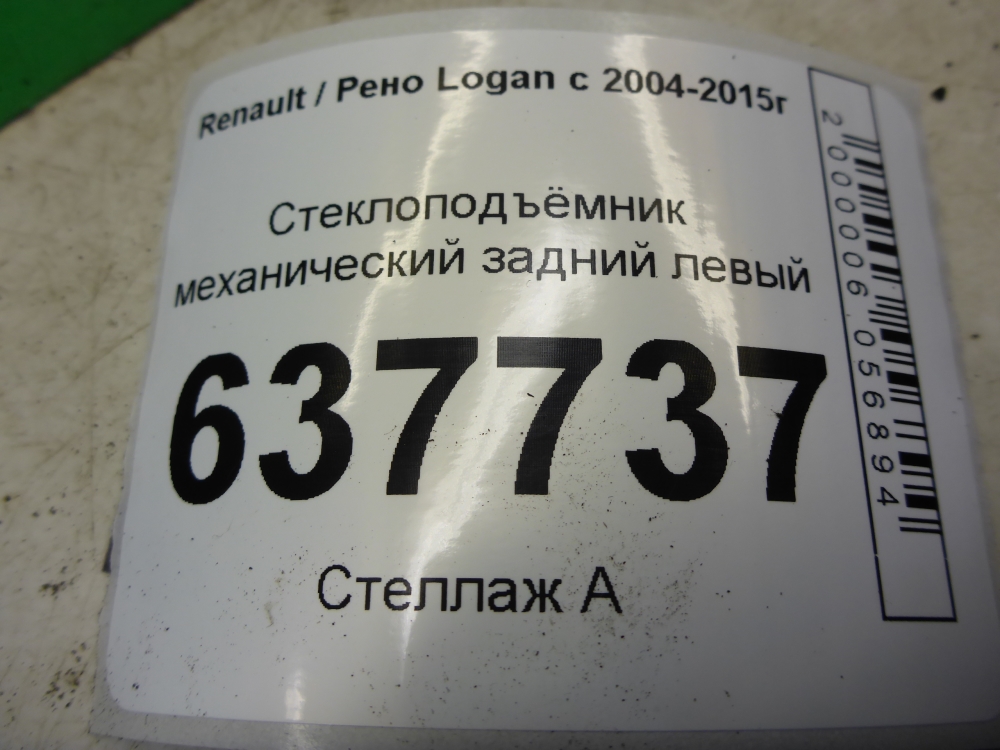 Renault / Рено Logan с 2004-2015г
Стеклоподъёмник
механический задний левый
637737
Стеллаж А
2000006056894